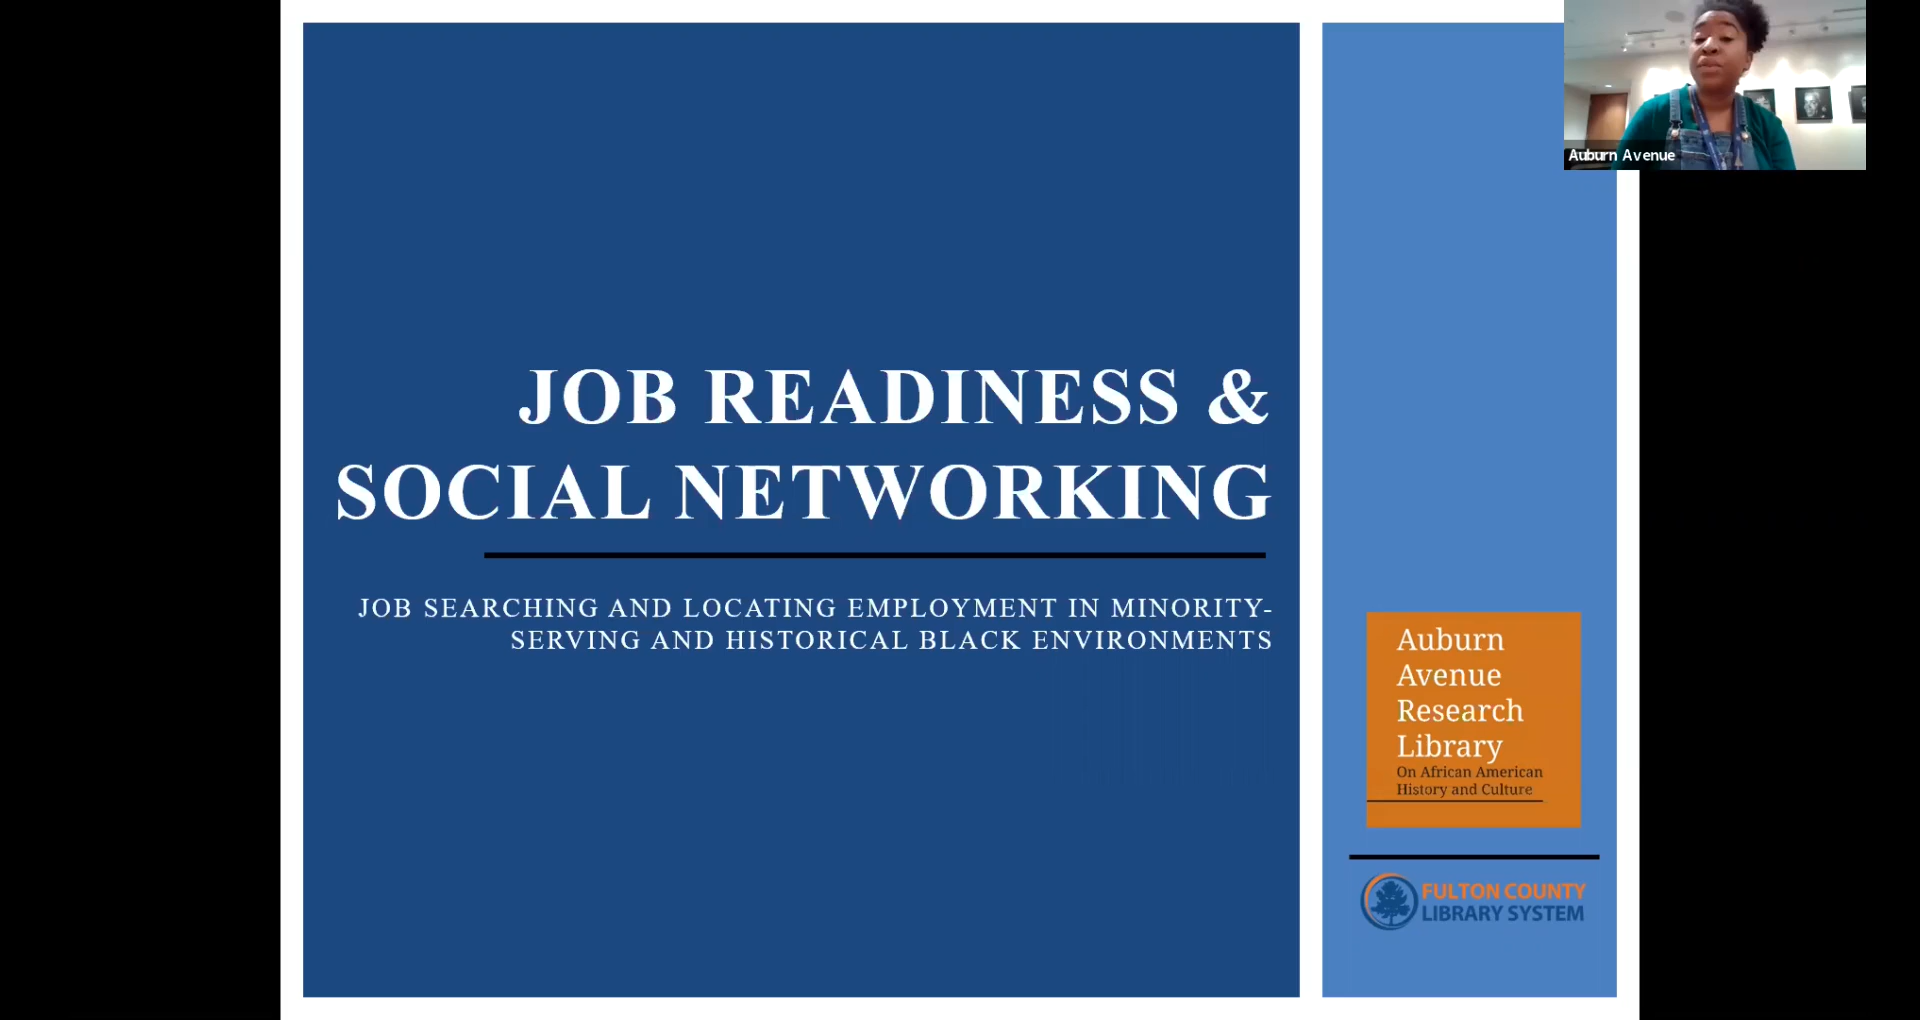 JOB READINESS &
SOCIAL NETWORKING
JOB SEARCHING AND LOCATING EMPLOYMENT IN MINORITY-
SERVING AND HISTORICAL BLACK ENVIRONMENTS
Auburn Avenue
Auburn
Avenue
Research
Library
On African American
History and Culture
FULTON COUNTY
LIBRARY SYSTEM